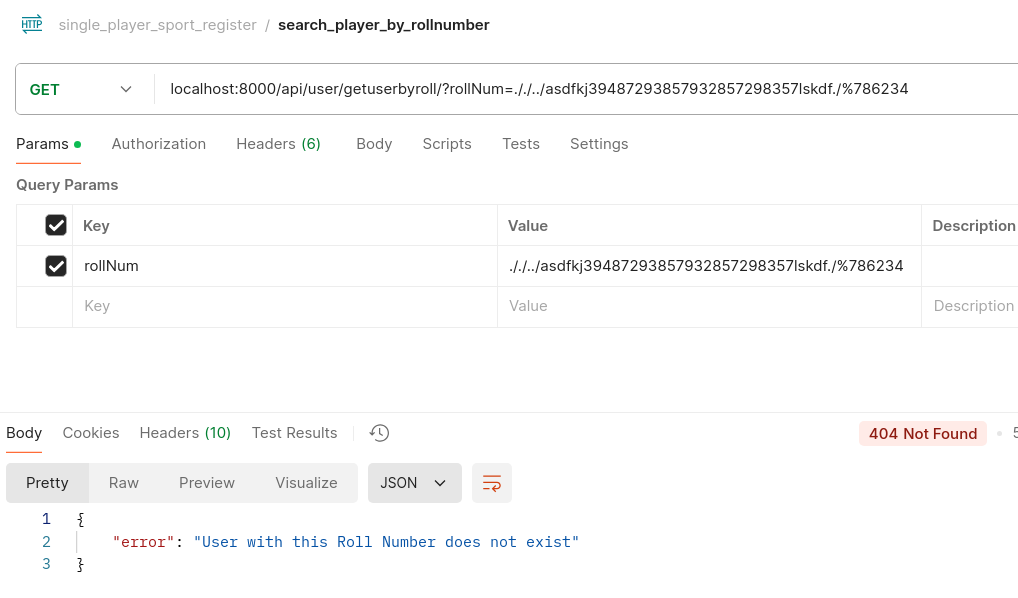 HTTP single_player_sport_register / search_player_by_rollnumber
GET localhost:8000/api/user/getuserbyroll/?rollNum=././../asdfkj39487293857932857298357lskdf./%786234
Params Authorization Headers (6) Body Scripts Tests Settings
Query Params
Key Value Description
rollNum ././../asdfkj39487293857932857298357lskdf./%786234
Key Value Description
Body Cookies Headers (10) Test Results 404 Not Found
Pretty Raw Preview Visualize JSON
1 {
2 "error": "User with this Roll Number does not exist"
3 }